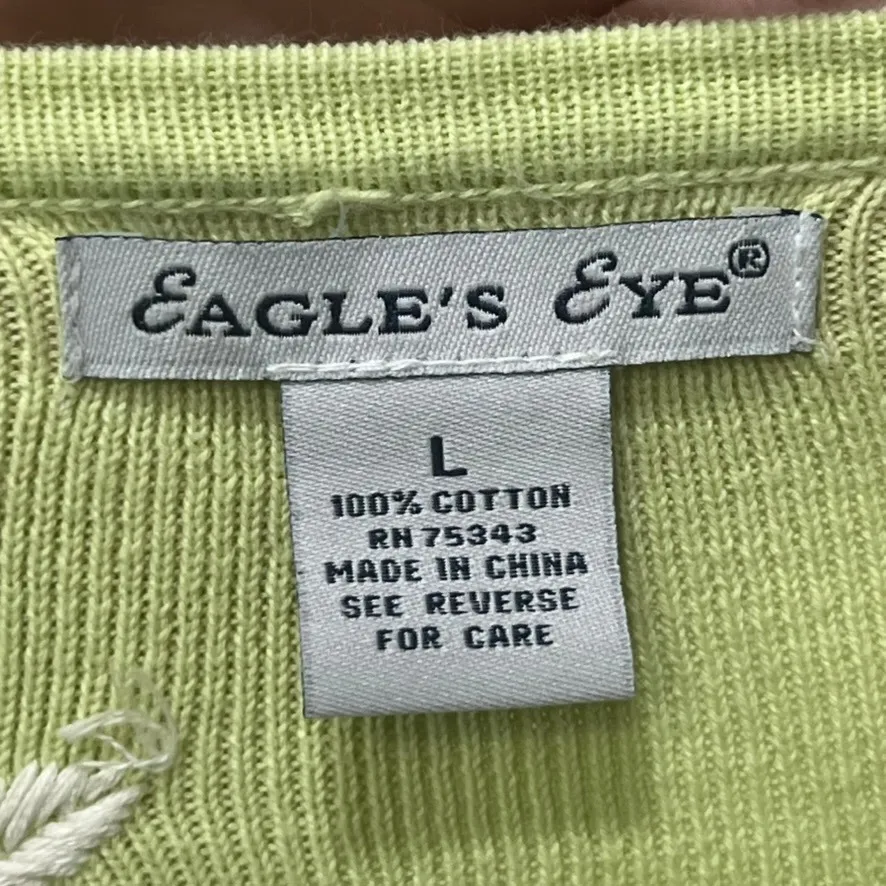 EAGLE'S EYE®
L
100% COTTON
RN 75343
MADE IN CHINA
SEE REVERSE
FOR CARE